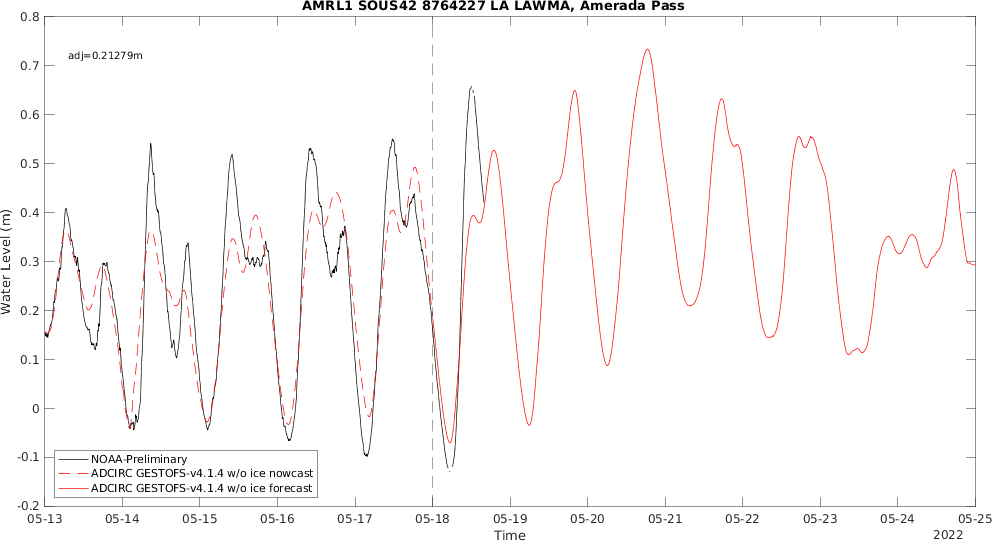 AMRL1 SOUS42 8764227 LA LAWMA, Amerada Pass
adj=0.21279m
Water Level (m)
0.8
0.7
0.6
0.5
0.4
0.3
0.2
0.1
0
-0.1
-0.2
NOAA-Preliminary
ADCIRC GESTOFS-v4.1.4 w/o ice nowcast
ADCIRC GESTOFS-v4.1.4 w/o ice forecast
05-13 05-14 05-15 05-16 05-17 05-18 05-19 05-20 05-21 05-22 05-23 05-24 05-25
Time
2022